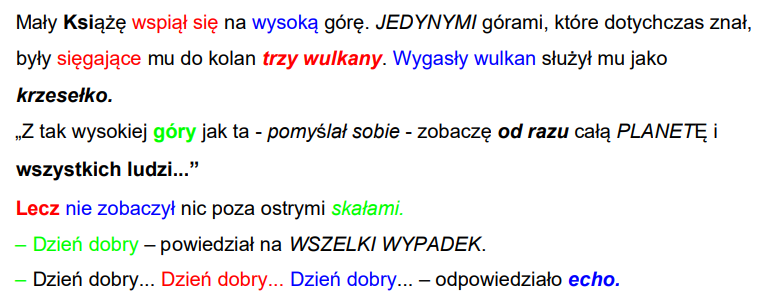 Mały Książę wspiął się na wysoką górę. JEDYNYMI górami, które dotychczas znał,
były sięgające mu do kolan trzy wulkany. Wygasły wulkan służył mu jako
krzesełko.
„Z tak wysokiej góry jak ta - pomyślał sobie - zobaczę od razu całą PLANETĘ i
wszystkich ludzi...”
Lecz nie zobaczył nic poza ostrymi skałami.
– Dzień dobry – powiedział na WSZELKI WYPADEK.
– Dzień dobry... Dzień dobry... Dzień dobry... – odpowiedziało echo.